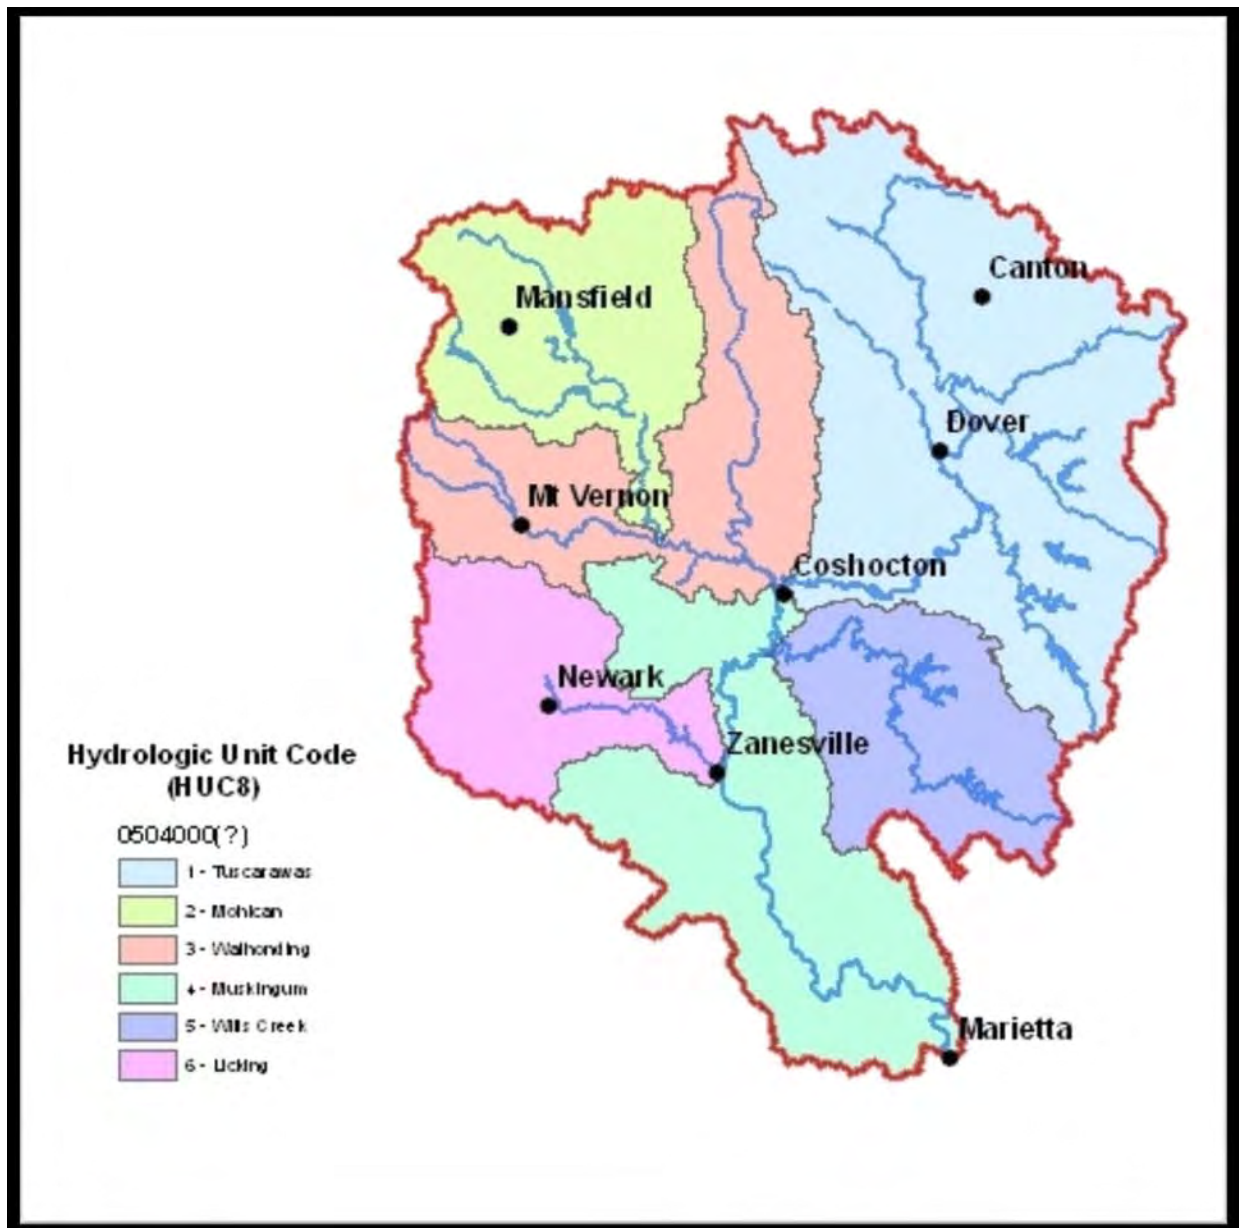 Canton
Mansfield
Dover
Mt Vernon
Coshocton
Newark
Zanesville
Marietta
Hydrologic Unit Code
(HUC8)
0504000(?)
1 - Tuscarawas
2 - Mohican
3 - Walhonding
4 - Muskingum
5 - Wills Creek
6 - Licking